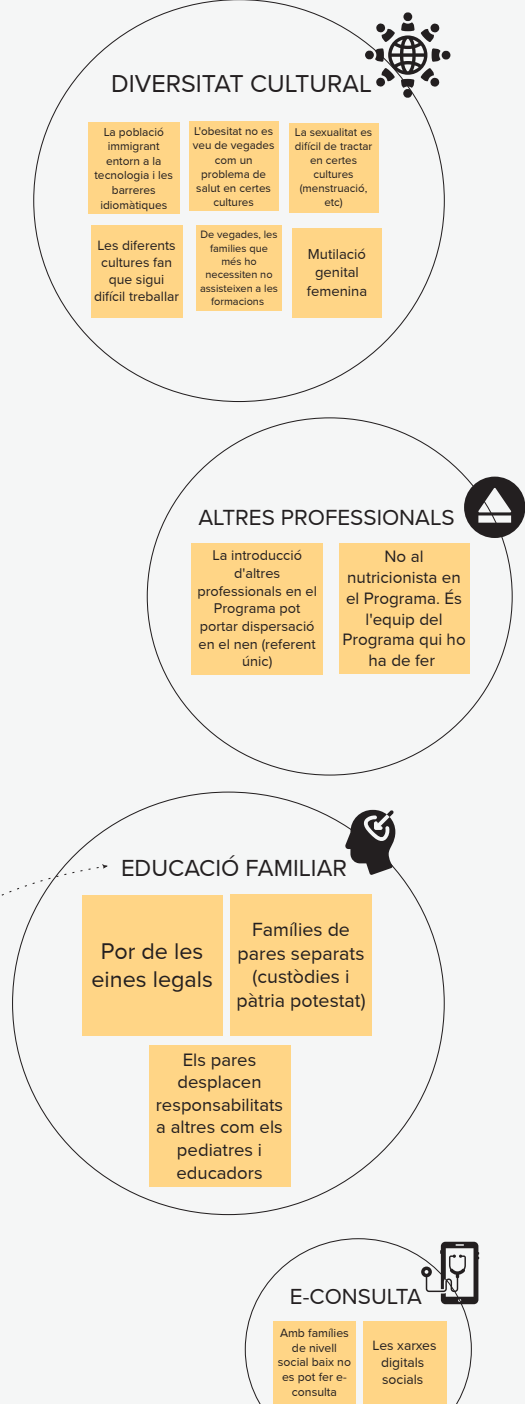 DIVERSITAT CULTURAL
La població
immigrant
entorn a la
tecnologia i les
barreres
idiomàtiques
L'obesitat no es
veu de vegades
com un
problema de
salut en certes
cultures
La sexualitat es
difícil de tractar
en certes
cultures
(menstruació,
etc)
Les diferents
cultures fan
que sigui
difícil treballar
De vegades, les
families que
més ho
necessiten no
assisteixen a les
formacions
Mutilació
genital
femenina
ALTRES PROFESSIONALS
La introducció
d'altres
professionals en el
Programa pot
portar dispersació
en el nen (referent
únic)
No al
nutricionista en
el Programa. És
l'equip del
Programa qui ho
ha de fer
EDUCACIÓ FAMILIAR
Por de les
eines legals
Famílies de
pares separats
(custòdies i
pàtria potestat)
Els pares
desplacen
responsabilitats
a altres com els
pediatres i
educadors
E-CONSULTA
Amb famílies
de nivell
social baix no
es pot fer e-
consulta
Les xarxes
digitals
socials